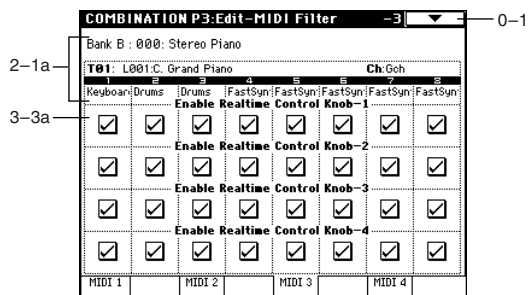 COMBINATION P3:Edit-MIDI Filter -3 0-1
Bank B : 000: Stereo Piano
2-1a
T01: L001:C. Grand Piano Ch:Gch
1 2 3 4 5 6 7 8
Keyboard Drums Drums FastSyn FastSyn FastSyn FastSyn FastSyn
3-3a
Enable Realtime Control Knob-1
Enable Realtime Control Knob-2
Enable Realtime Control Knob-3
Enable Realtime Control Knob-4
MIDI 1 MIDI 2 MIDI 3 MIDI 4